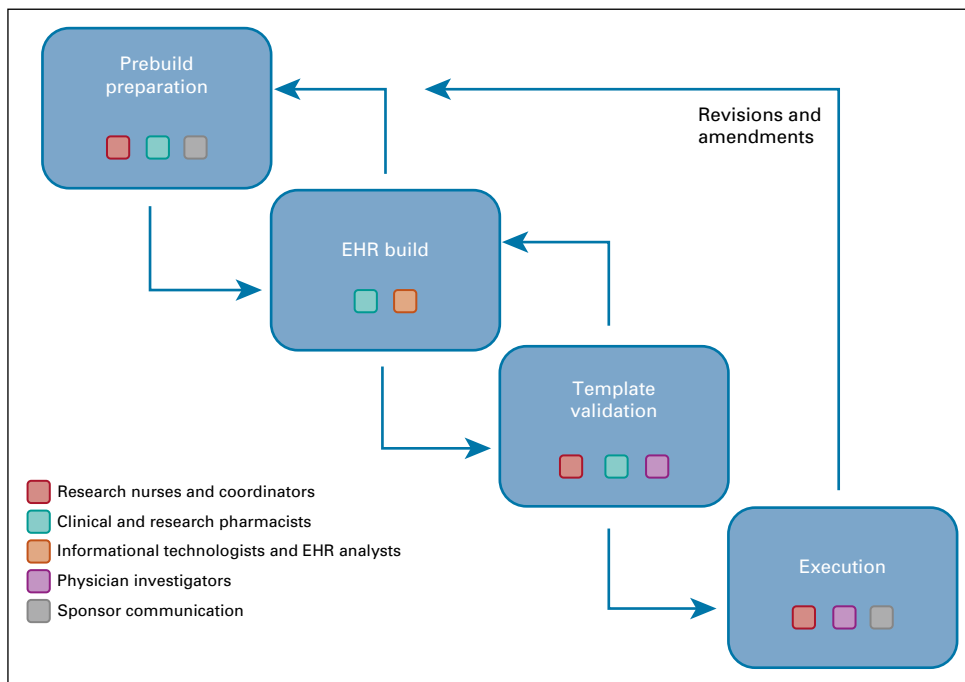 Prebuild
preparation
Revisions and
amendments
EHR build
Template
validation
Research nurses and coordinators
Clinical and research pharmacists
Informational technologists and EHR analysts
Physician investigators
Sponsor communication
Execution